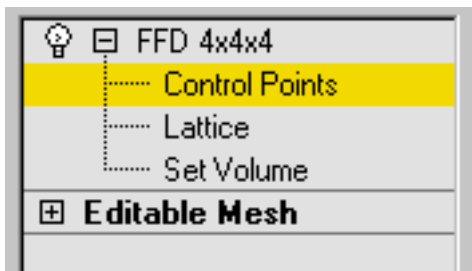 FFD 4x4x4
Control Points
Lattice
Set Volume
Editable Mesh